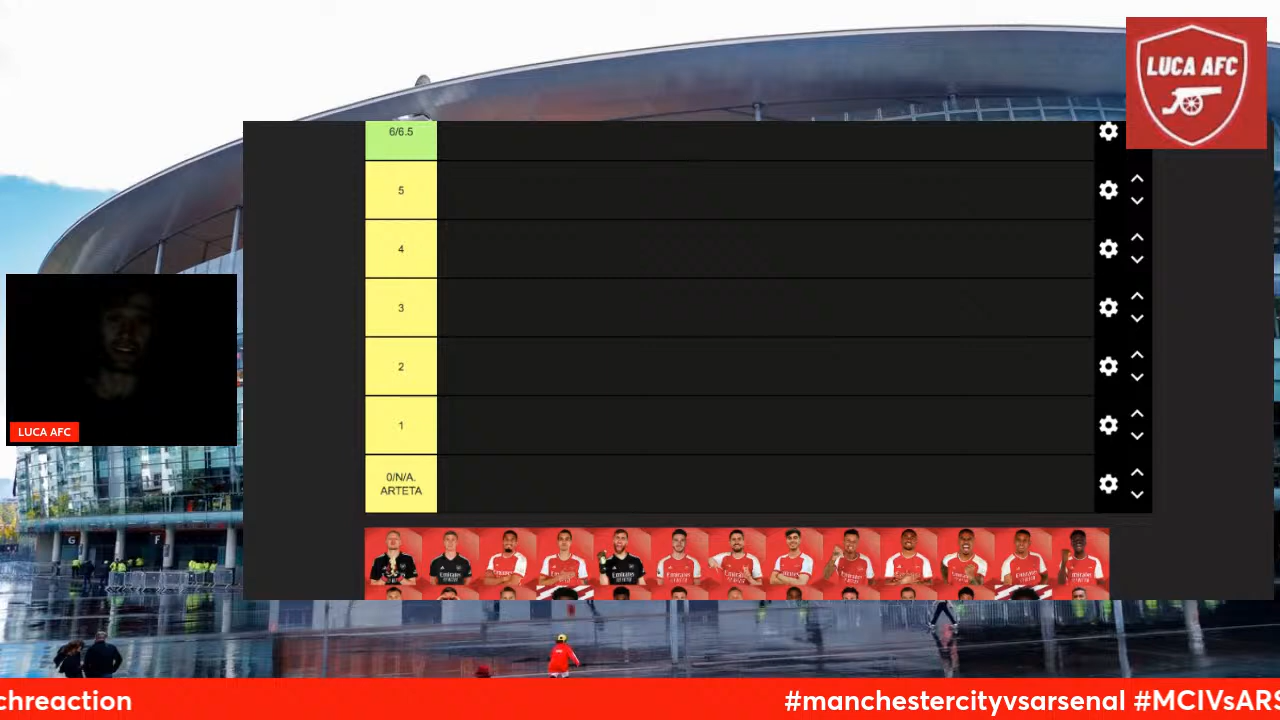 LUCA AFC
6/6.5
5
4
3
2
1
0/N/A.
ARTETA
LUCA AFC
G
F
chreaction
#manchestercityvsarsenal #MCIVsARS